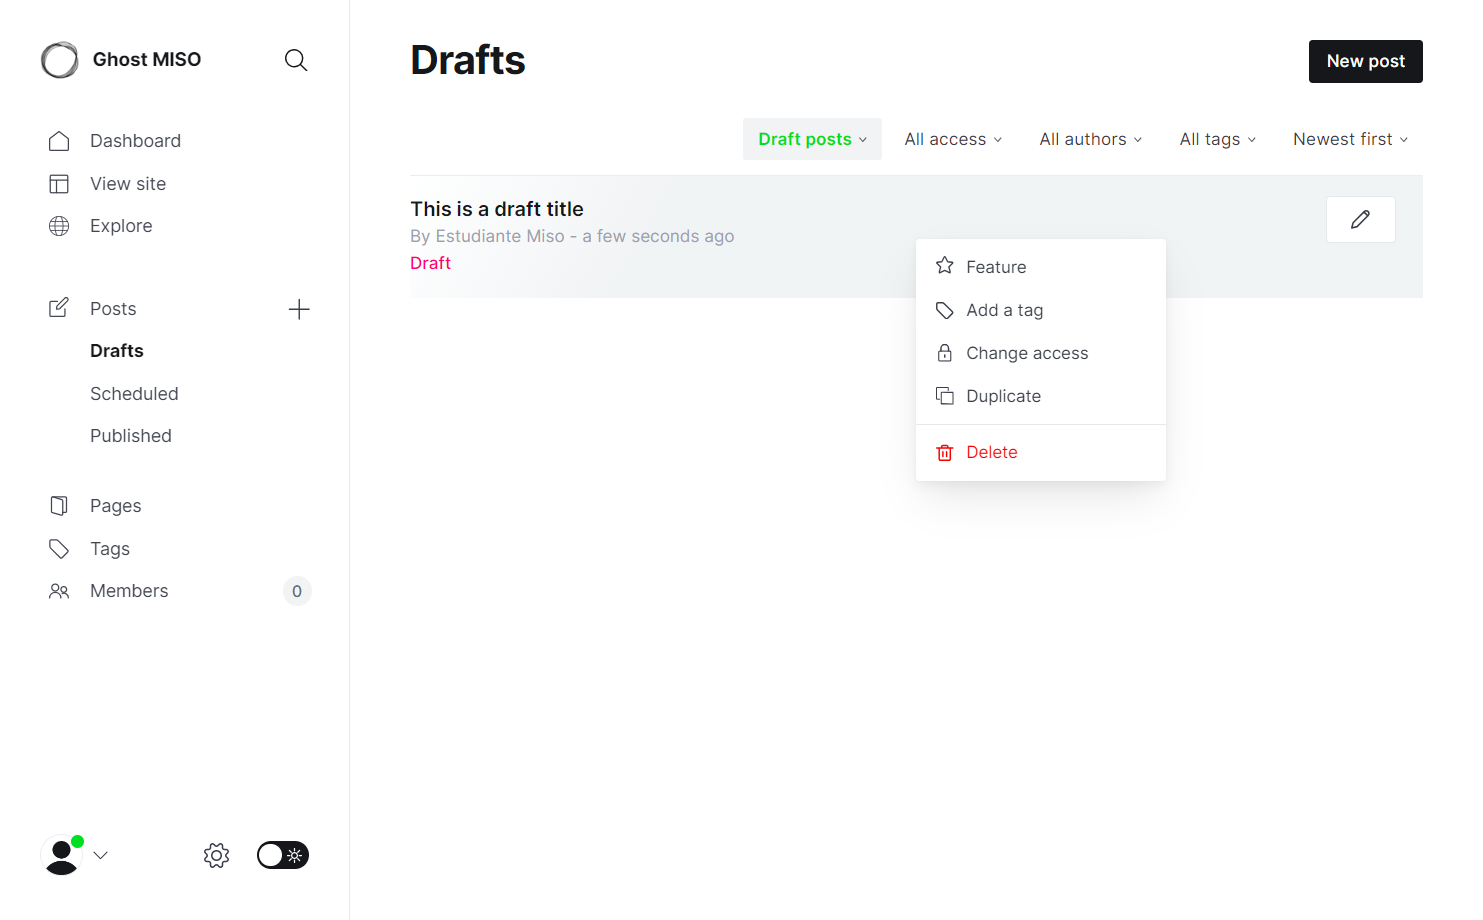 Ghost MISO
Dashboard
View site
Explore
Posts
Drafts
Scheduled
Published
Pages
Tags
Members
0
Drafts
New post
Draft posts
All access
All authors
All tags
Newest first
This is a draft title
By Estudiante Miso - a few seconds ago
Draft
Feature
Add a tag
Change access
Duplicate
Delete